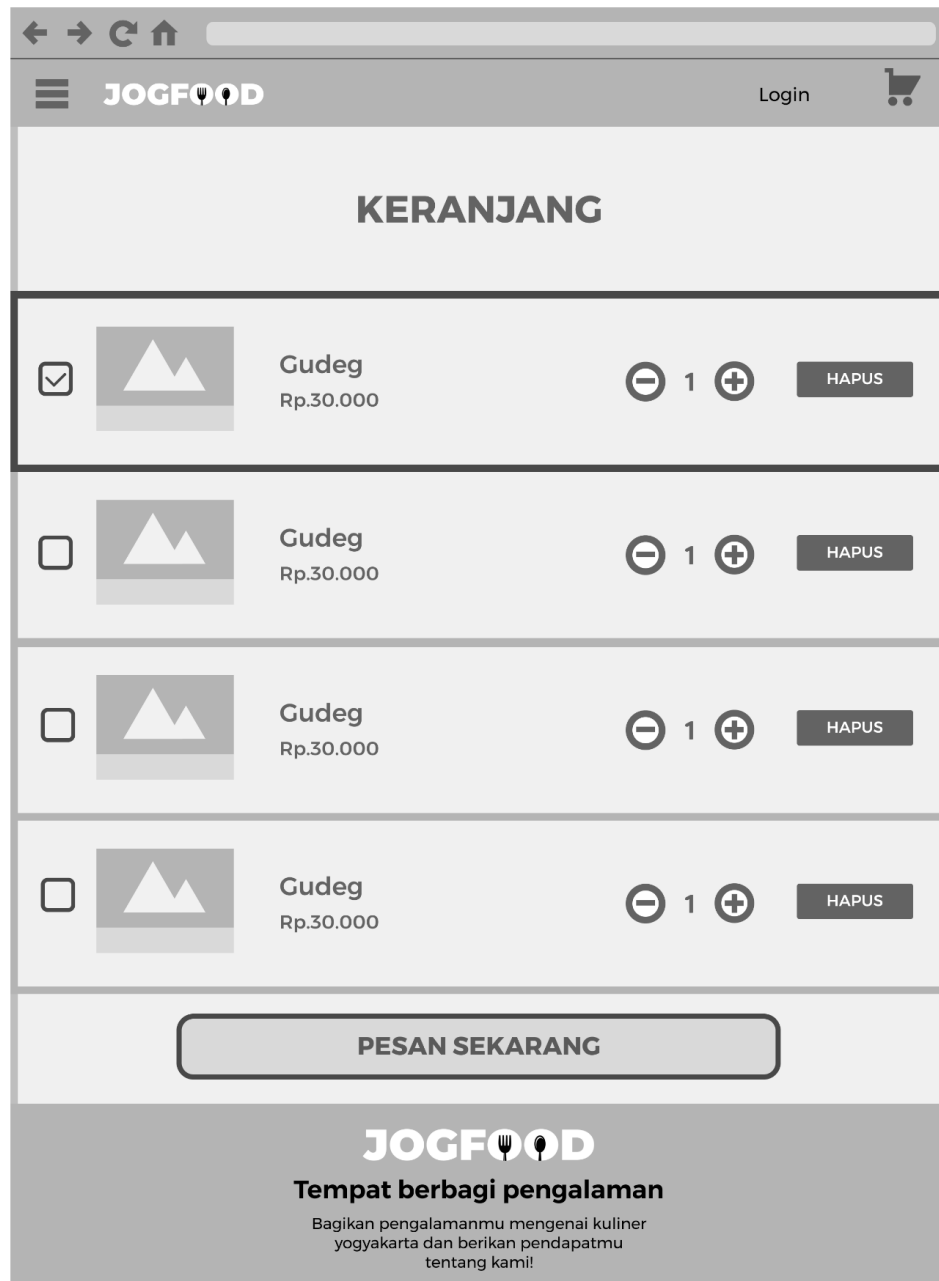 JOGFOOD
Login
KERANJANG
Gudeg
Rp.30.000
1
HAPUS
Gudeg
Rp.30.000
1
HAPUS
Gudeg
Rp.30.000
1
HAPUS
Gudeg
Rp.30.000
1
HAPUS
PESAN SEKARANG
JOGFOOD
Tempat berbagi pengalaman
Bagikan pengalamanmu mengenai kuliner
yogyakarta dan berikan pendapatmu
tentang kami!